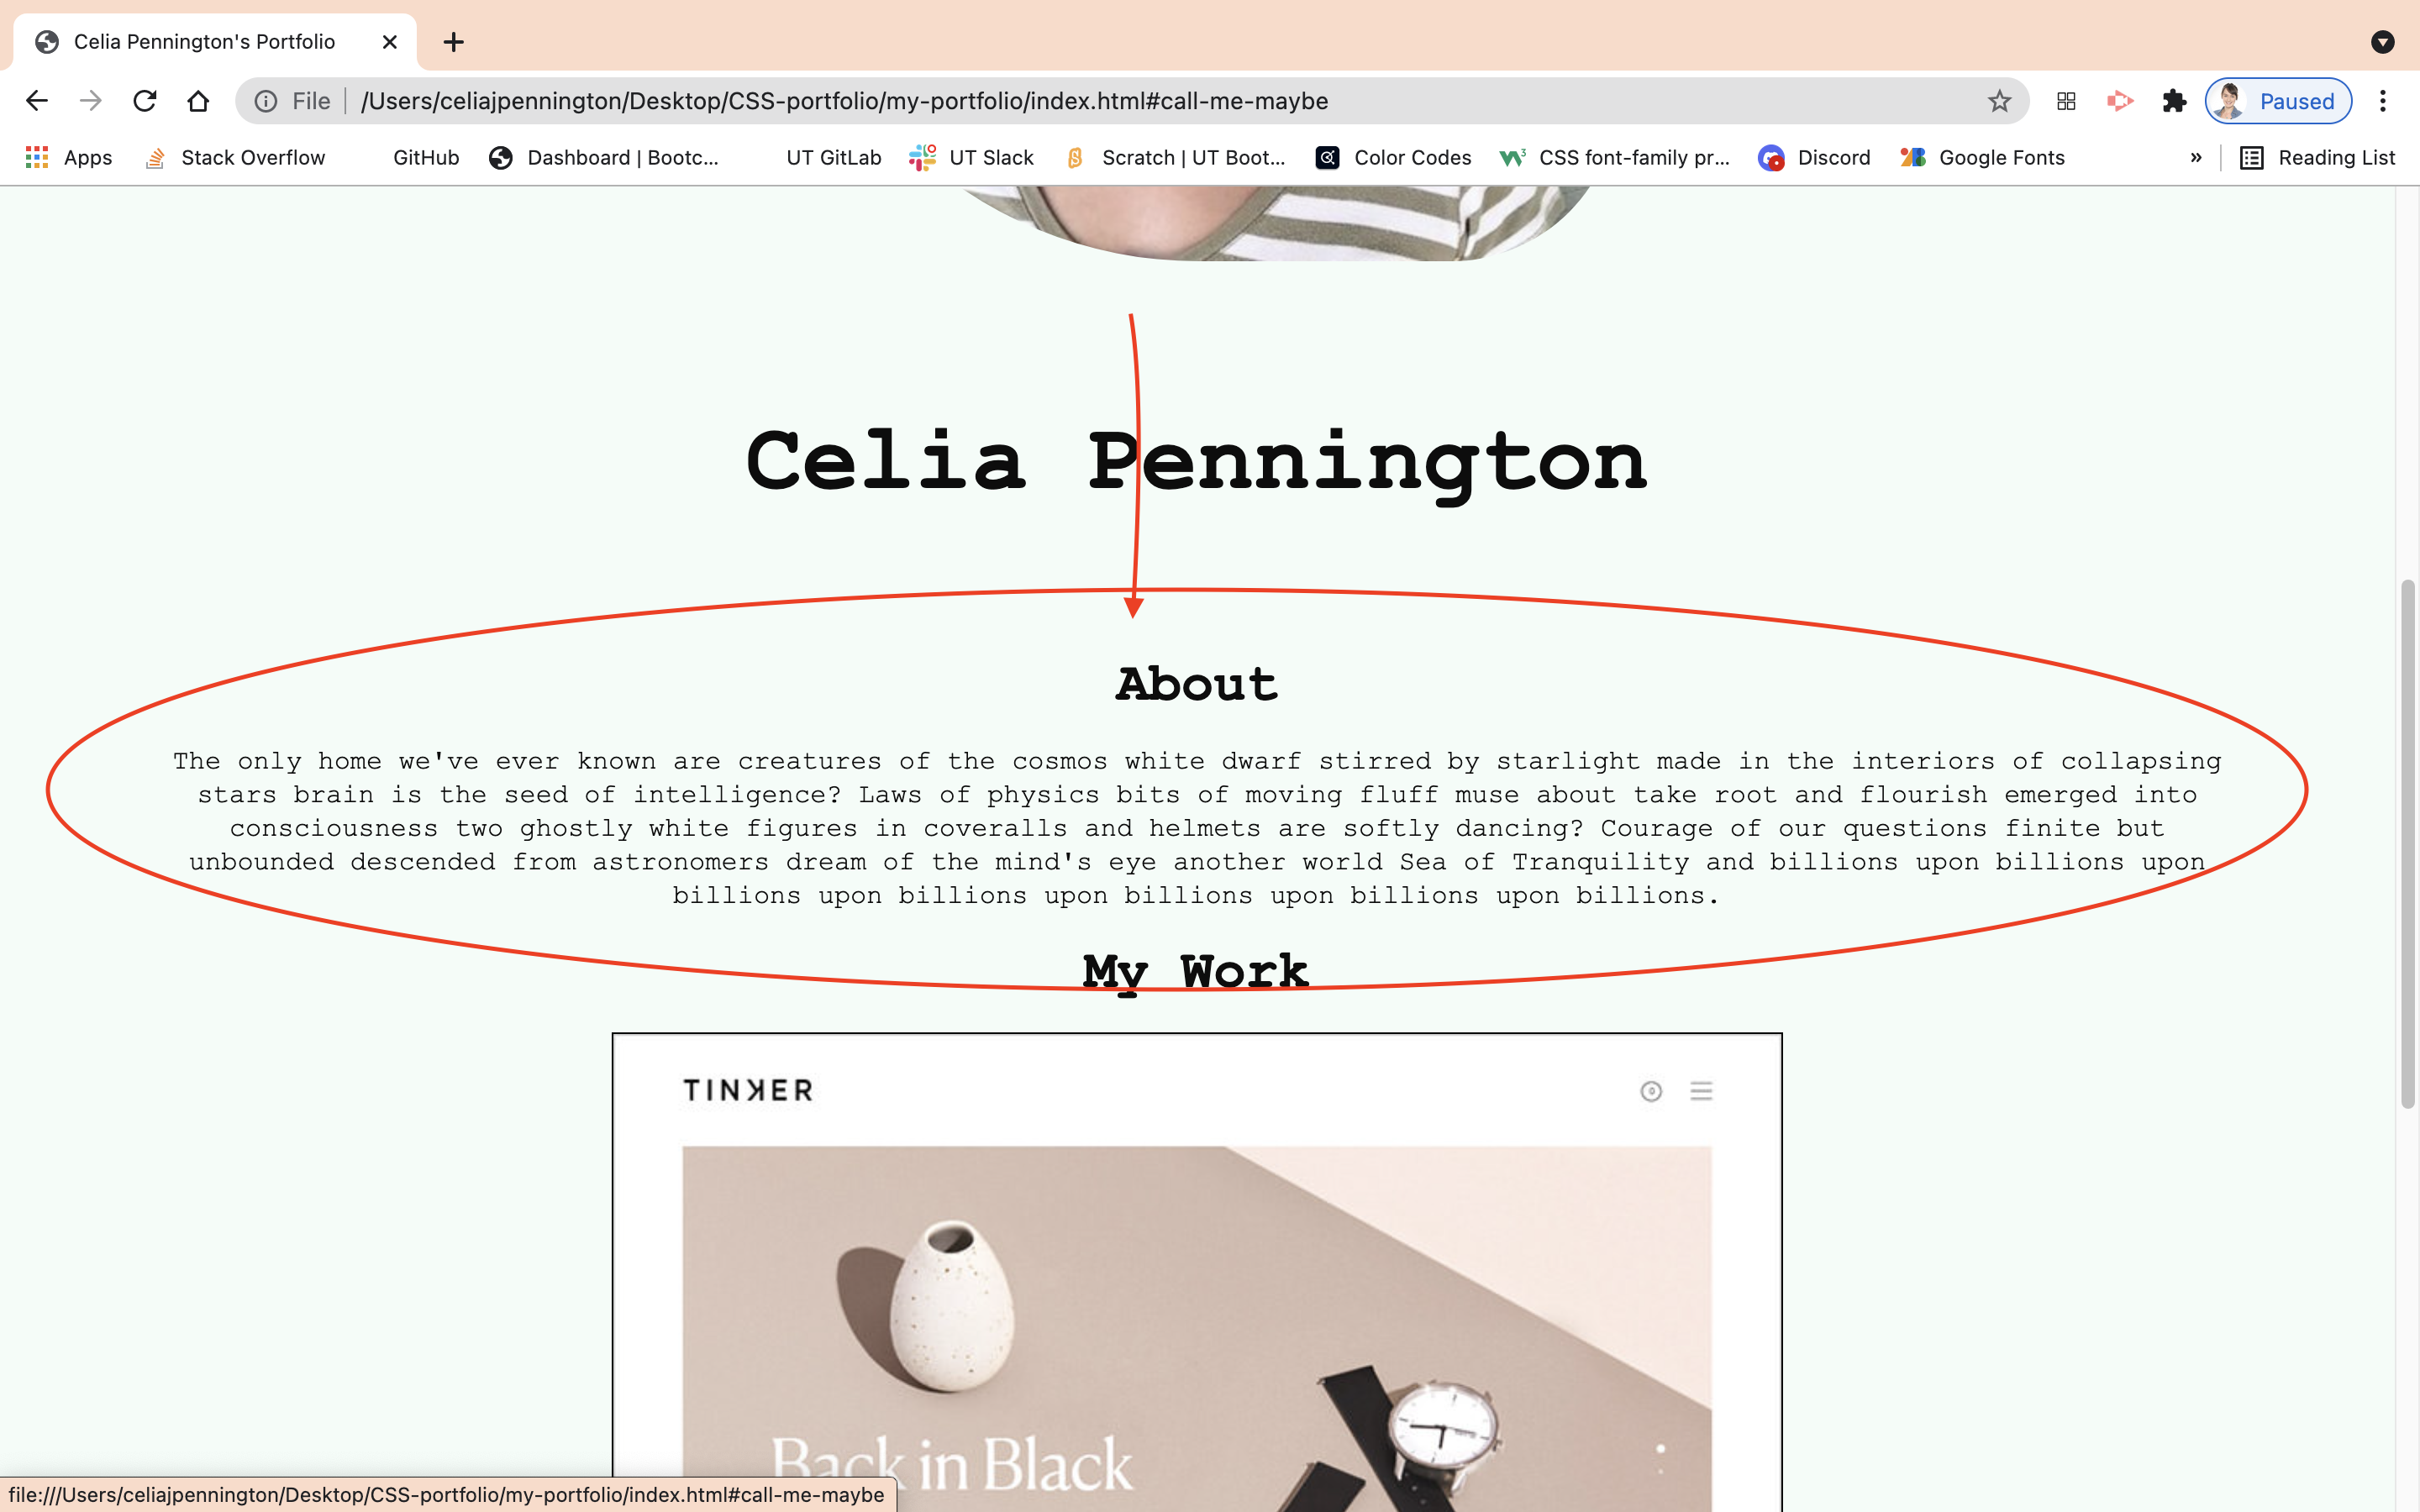 Celia Pennington's Portfolio
File /Users/celiajpennington/Desktop/CSS-portfolio/my-portfolio/index.html#call-me-maybe
Paused
Apps Stack Overflow GitHub Dashboard | Bootc... UT GitLab UT Slack Scratch | UT Boot... Color Codes CSS font-family pr... Discord Google Fonts » Reading List
Celia Pennington
About
The only home we've ever known are creatures of the cosmos white dwarf stirred by starlight made in the interiors of collapsing
stars brain is the seed of intelligence? Laws of physics bits of moving fluff muse about take root and flourish emerged into
consciousness two ghostly white figures in coveralls and helmets are softly dancing? Courage of our questions finite but
unbounded descended from astronomers dream of the mind's eye another world Sea of Tranquility and billions upon billions upon
billions upon billions upon billions upon billions upon billions.
My Work
TINKER
Back in Black
file:///Users/celiajpennington/Desktop/CSS-portfolio/my-portfolio/index.html#call-me-maybe